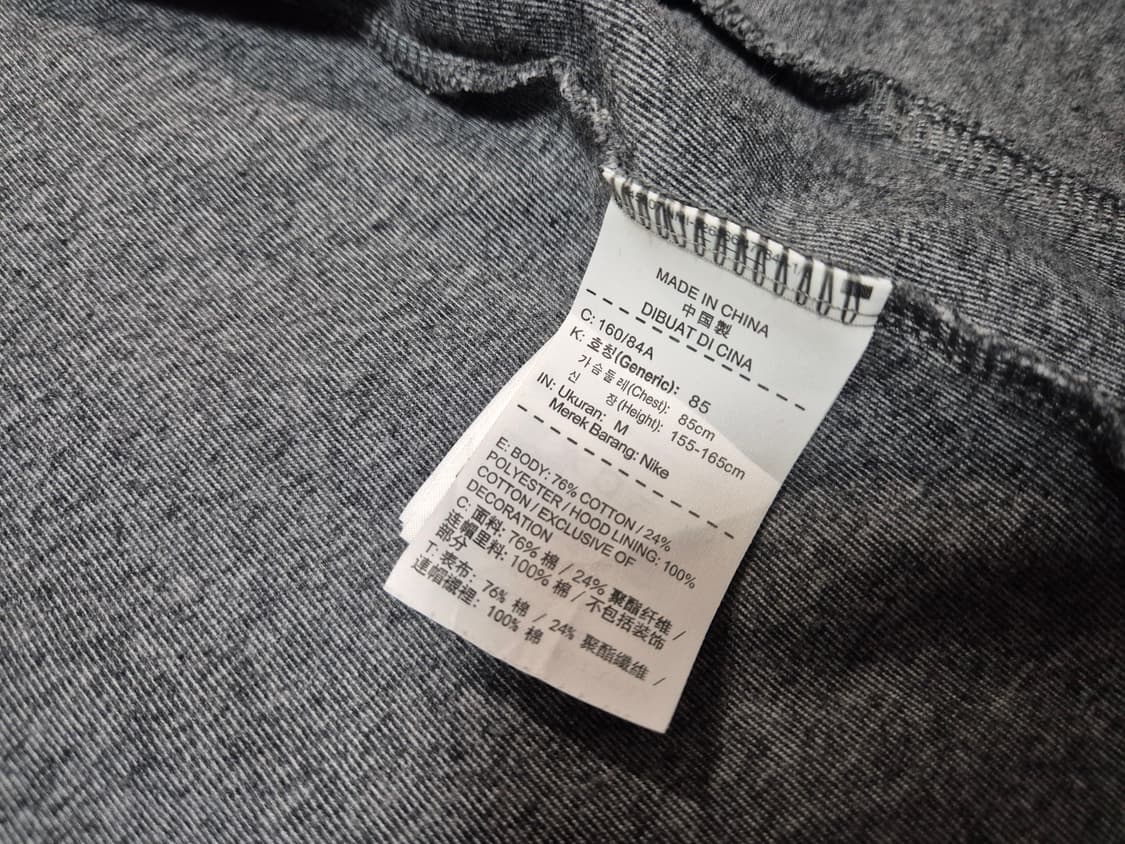 MADE IN CHINA
中 国 製
DIBUAT DI CINA
C: 160/84A
K: 호칭(Generic): 85
가슴둘레(Chest): 85cm
신 장(Height): 155-165cm
IN: Ukuran: M
Merek Barang: Nike
E: BODY: 76% COTTON / 24%
POLYESTER / HOOD LINING: 100%
COTTON / EXCLUSIVE OF
DECORATION
C: 面料: 76% 棉 / 24% 聚酯纤维 /
连帽里料: 100% 棉 / 不包括装饰
部分
T: 表布: 76% 棉 / 24% 聚酯纖維 /
連帽襯裡: 100% 棉